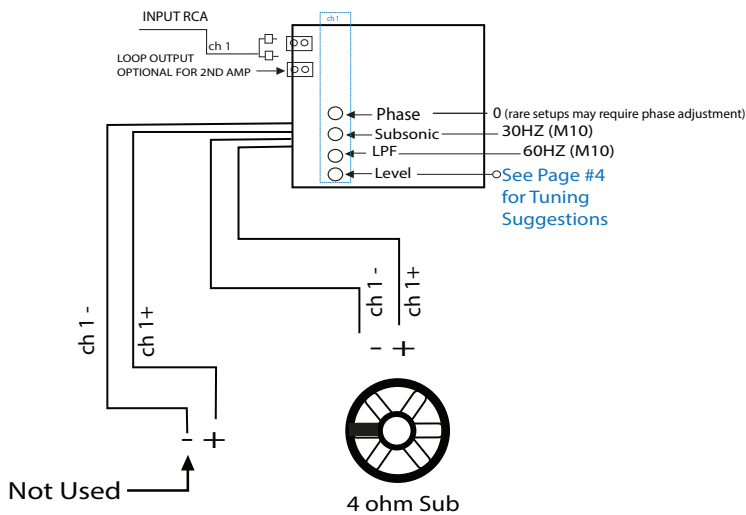 INPUT RCA
ch 1
ch 1
LOOP OUTPUT
OPTIONAL FOR 2ND AMP
Phase 0 (rare setups may require phase adjustment)
Subsonic 30HZ (M10)
LPF 60HZ (M10)
Level See Page #4
for Tuning
Suggestions
ch 1 -
ch 1+
ch 1 -
ch 1+
- +
- +
Not Used
4 ohm Sub